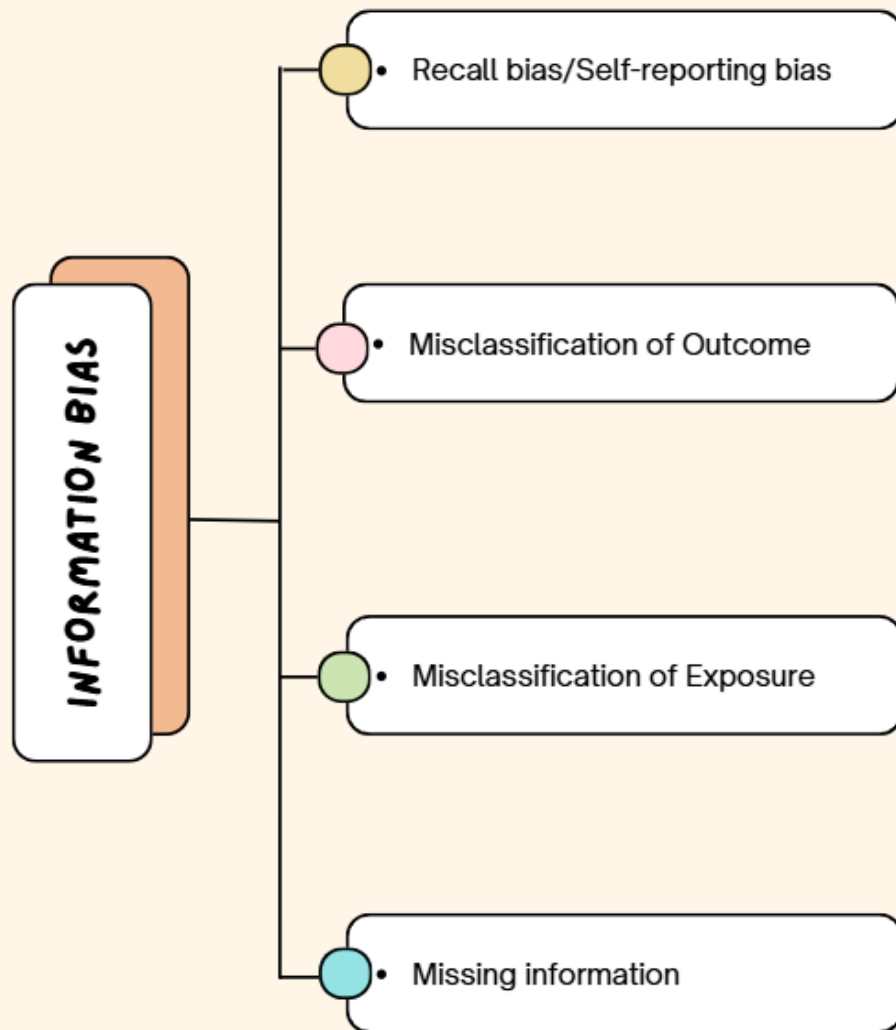 INFORMATION BIAS
• Recall bias/Self-reporting bias
• Misclassification of Outcome
• Misclassification of Exposure
• Missing information